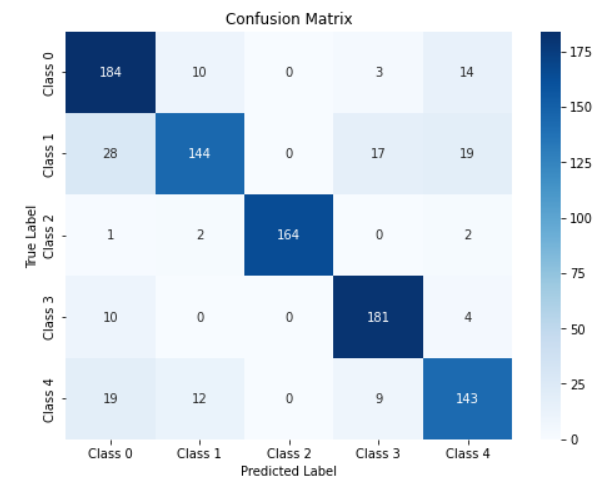 Confusion Matrix
Class 0
184 10 0 3 14
Class 1
28 144 0 17 19
Class 2
1 2 164 0 2
Class 3
10 0 0 181 4
Class 4
19 12 0 9 143
True Label
Class 0 Class 1 Class 2 Class 3 Class 4
Predicted Label
175
150
125
100
75
50
25
0